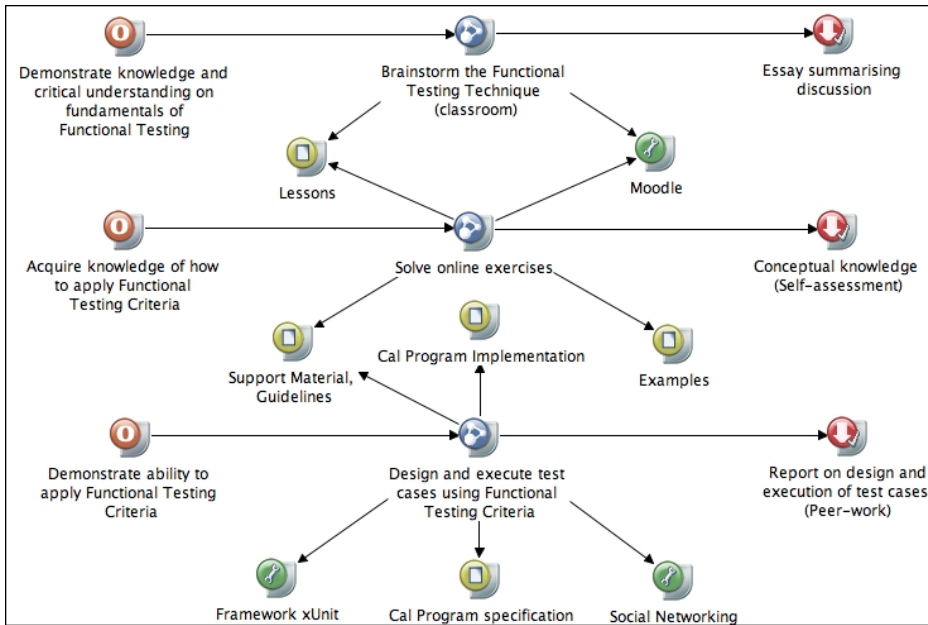 Demonstrate knowledge and
critical understanding on
fundamentals of
Functional Testing
Brainstorm the Functional
Testing Technique
(classroom)
Essay summarising
discussion
Lessons
Moodle
Acquire knowledge of how
to apply Functional
Testing Criteria
Solve online exercises
Conceptual knowledge
(Self-assessment)
Support Material,
Guidelines
Cal Program Implementation
Examples
Demonstrate ability to
apply Functional Testing
Criteria
Design and execute test
cases using Functional
Testing Criteria
Report on design and
execution of test cases
(Peer-work)
Framework xUnit
Cal Program specification
Social Networking